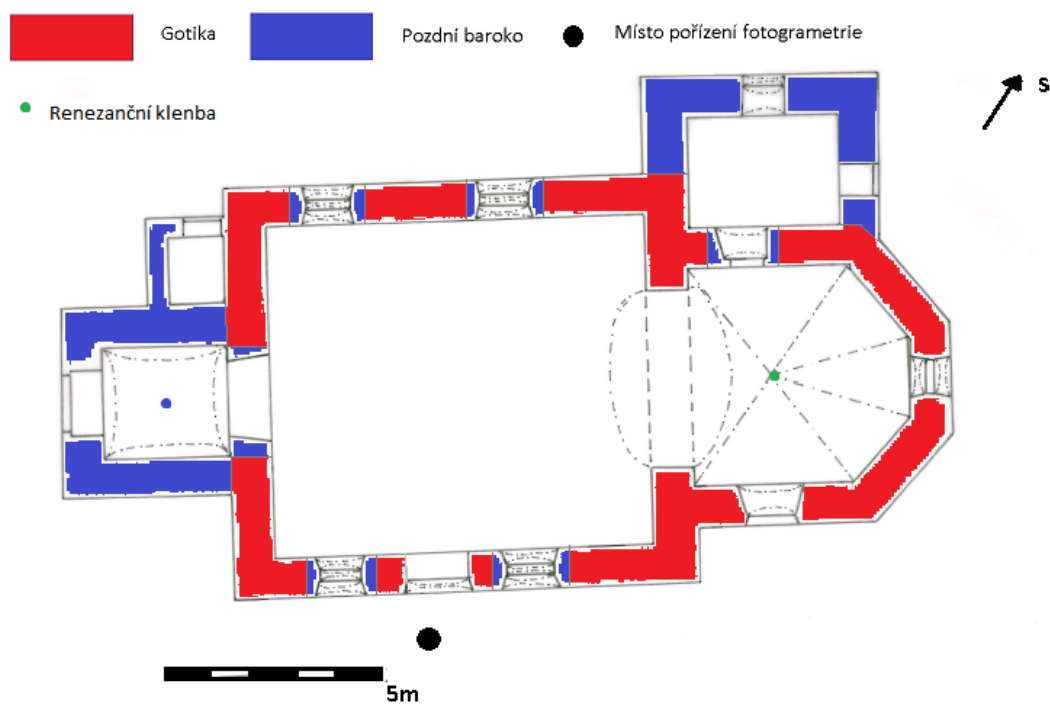 Gotika
Pozdní baroko
Místo pořízení fotogrametrie
Renezanční klenba
S
5m